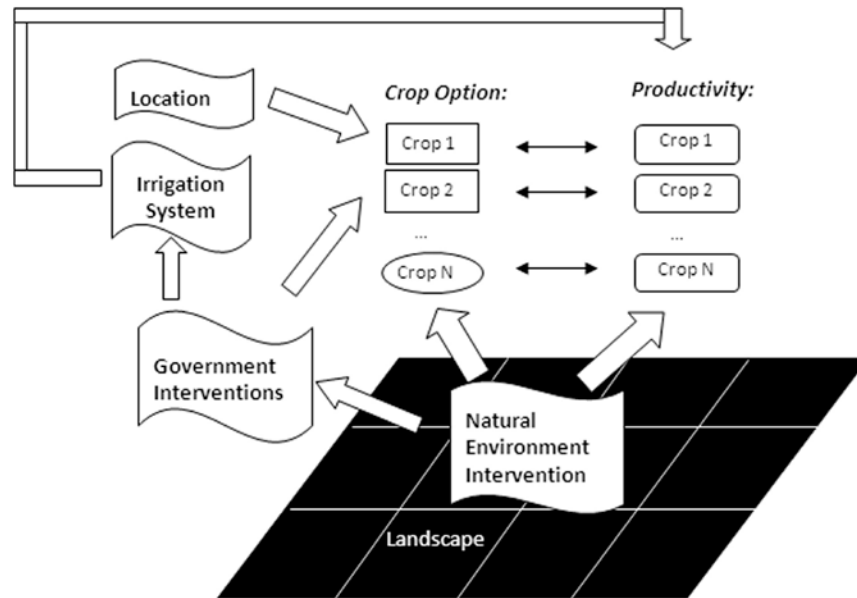 Location
Crop Option:
Productivity:
Crop 1
Crop 1
Irrigation
System
Crop 2
Crop 2
...
...
Crop N
Crop N
Government
Interventions
Natural
Environment
Intervention
Landscape